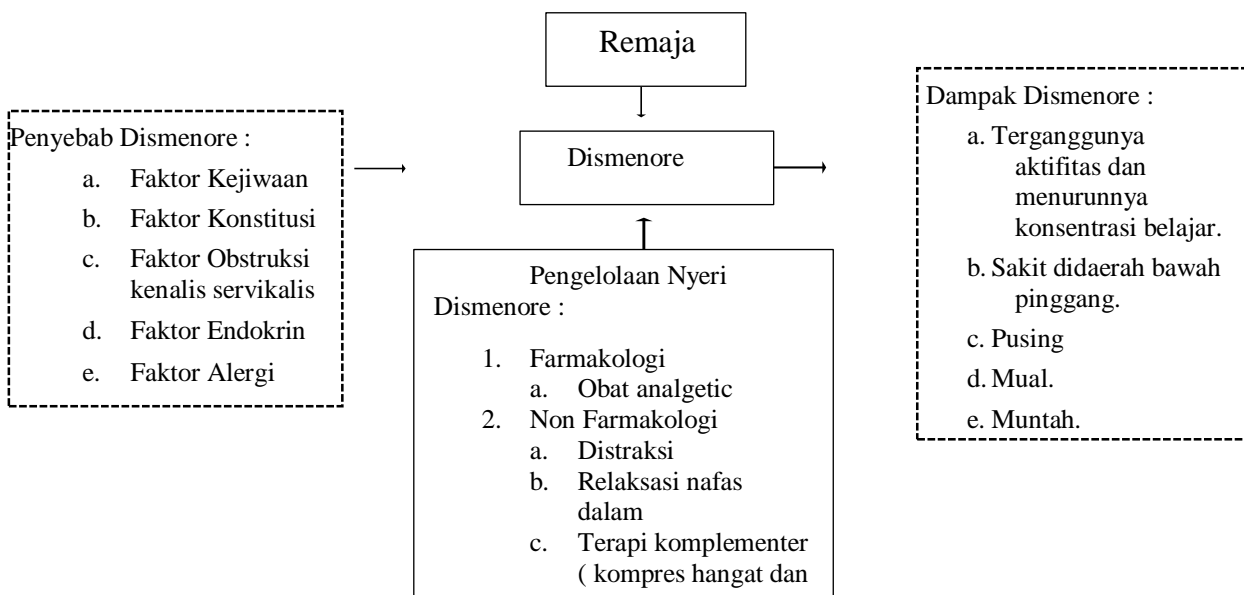 Remaja
Penyebab Dismenore :
a. Faktor Kejiwaan
b. Faktor Konstitusi
c. Faktor Obstruksi
kenalis servikalis
d. Faktor Endokrin
e. Faktor Alergi
Dismenore
Pengelolaan Nyeri
Dismenore :
1. Farmakologi
a. Obat analgetic
2. Non Farmakologi
a. Distraksi
b. Relaksasi nafas
dalam
c. Terapi komplementer
( kompres hangat dan
Dampak Dismenore :
a. Terganggunya
aktifitas dan
menurunnya
konsentrasi belajar.
b. Sakit didaerah bawah
pinggang.
c. Pusing
d. Mual.
e. Muntah.